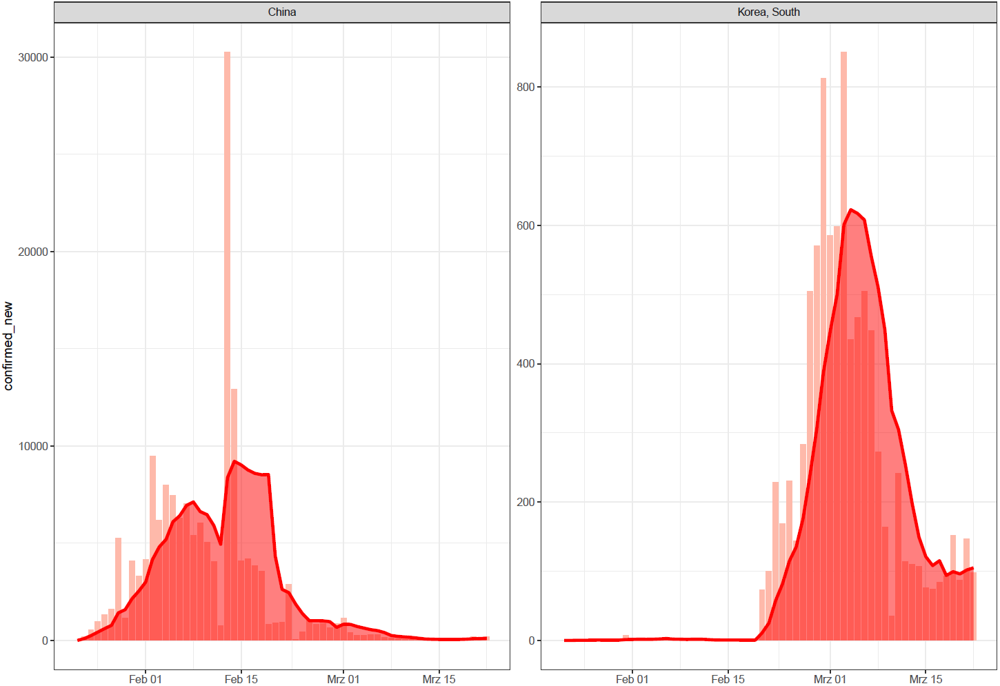 China
Korea, South
confirmed_new
30000
20000
10000
0
800
600
400
200
0
Feb 01
Feb 15
Mrz 01
Mrz 15
Feb 01
Feb 15
Mrz 01
Mrz 15